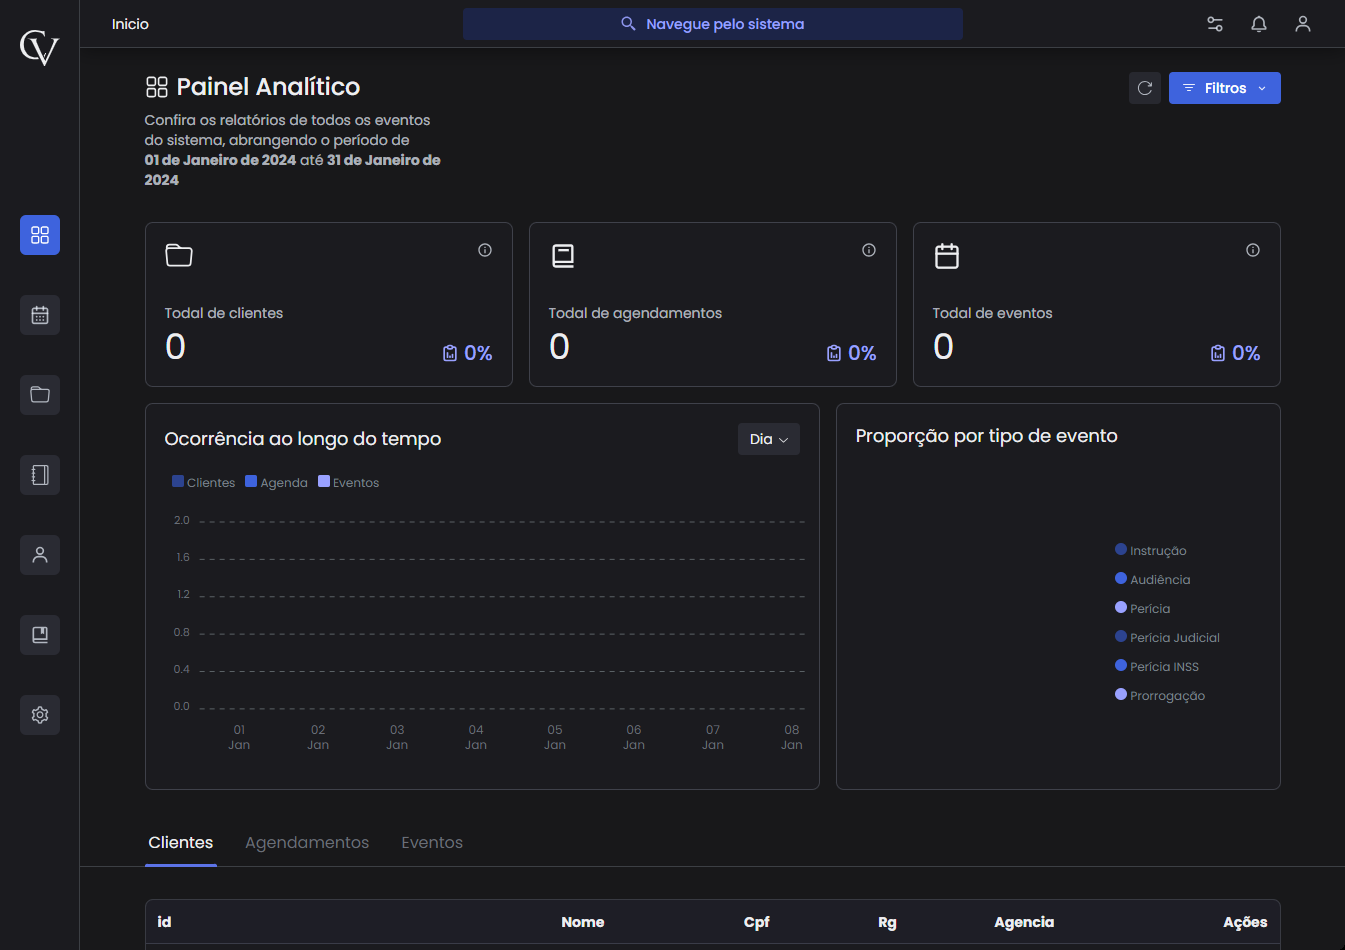 CV
Inicio
Navegue pelo sistema
Painel Analítico
Filtros
Confira os relatórios de todos os eventos
do sistema, abrangendo o período de
01 de Janeiro de 2024 até 31 de Janeiro de
2024
Todal de clientes
0
0%
Todal de agendamentos
0
0%
Todal de eventos
0
0%
Ocorrência ao longo do tempo
Dia
Clientes Agenda Eventos
2.0
1.6
1.2
0.8
0.4
0.0
01 Jan
02 Jan
03 Jan
04 Jan
05 Jan
06 Jan
07 Jan
08 Jan
Proporção por tipo de evento
Instrução
Audiência
Perícia
Perícia Judicial
Perícia INSS
Prorrogação
Clientes Agendamentos Eventos
id Nome Cpf Rg Agencia Ações